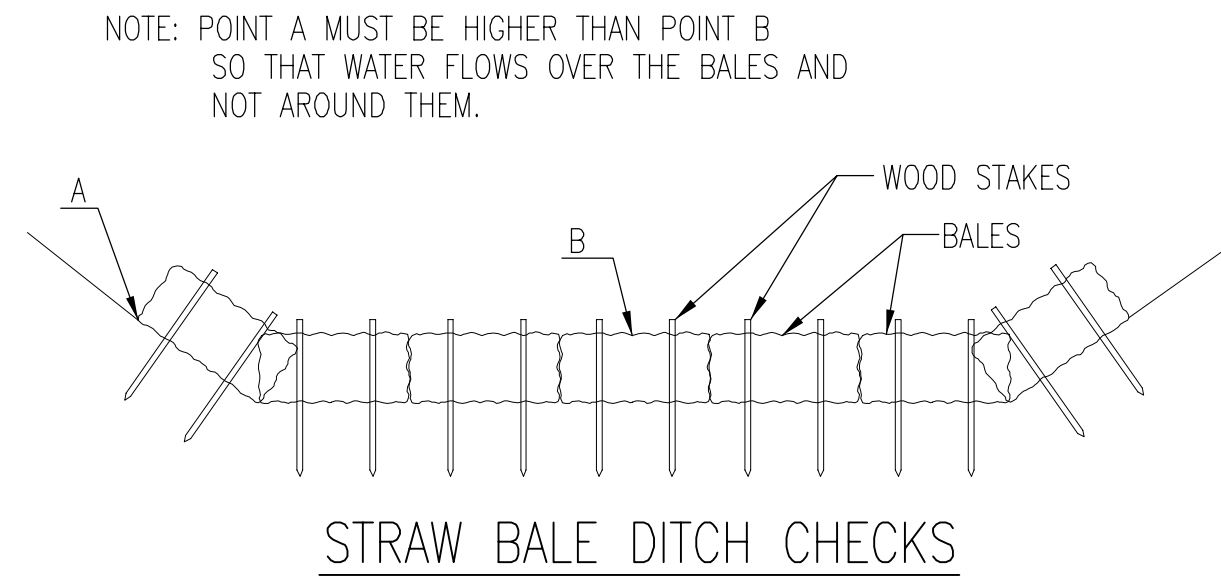 NOTE: POINT A MUST BE HIGHER THAN POINT B
SO THAT WATER FLOWS OVER THE BALES AND
NOT AROUND THEM.
A
B
WOOD STAKES
BALES
STRAW BALE DITCH CHECKS